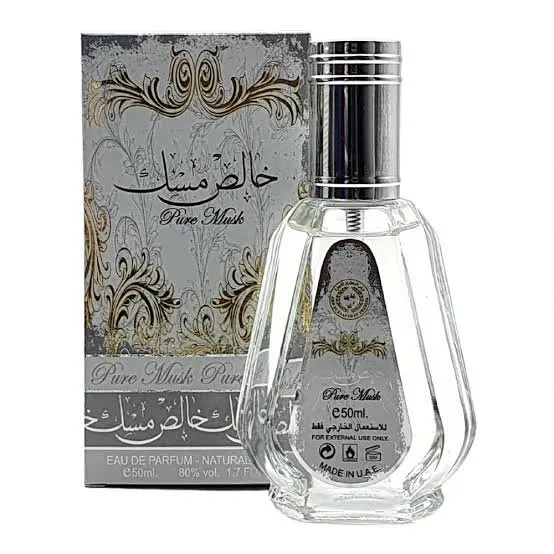 خالص مسك
Pure Musk
Pure Musk Pure
خالص مسك خالص
EAU DE PARFUM - NATURAL
℮50ml. 80% vol. 1.7 Fl
Pure Musk
℮50ml.
للاستعمال الخارجي فقط
FOR EXTERNAL USE ONLY.
MADE IN U.A.E.